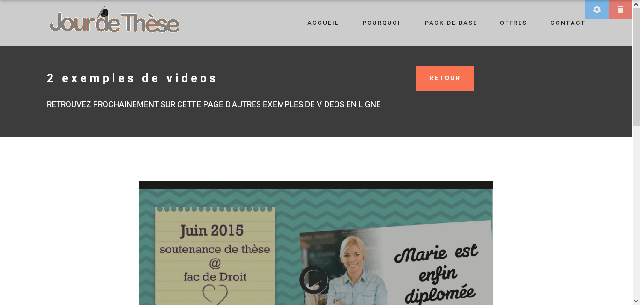 Jour de Thèse
ACCUEIL POURQUOI PACK DE BASE OFFRES CONTACT
2 exemples de videos
RETOUR
RETROUVEZ PROCHAINEMENT SUR CETTE PAGE D'AUTRES EXEMPLES DE VIDEOS EN LIGNE
Juin 2015
soutenance de thèse
@
fac de Droit
Marie est
enfin
diplomée